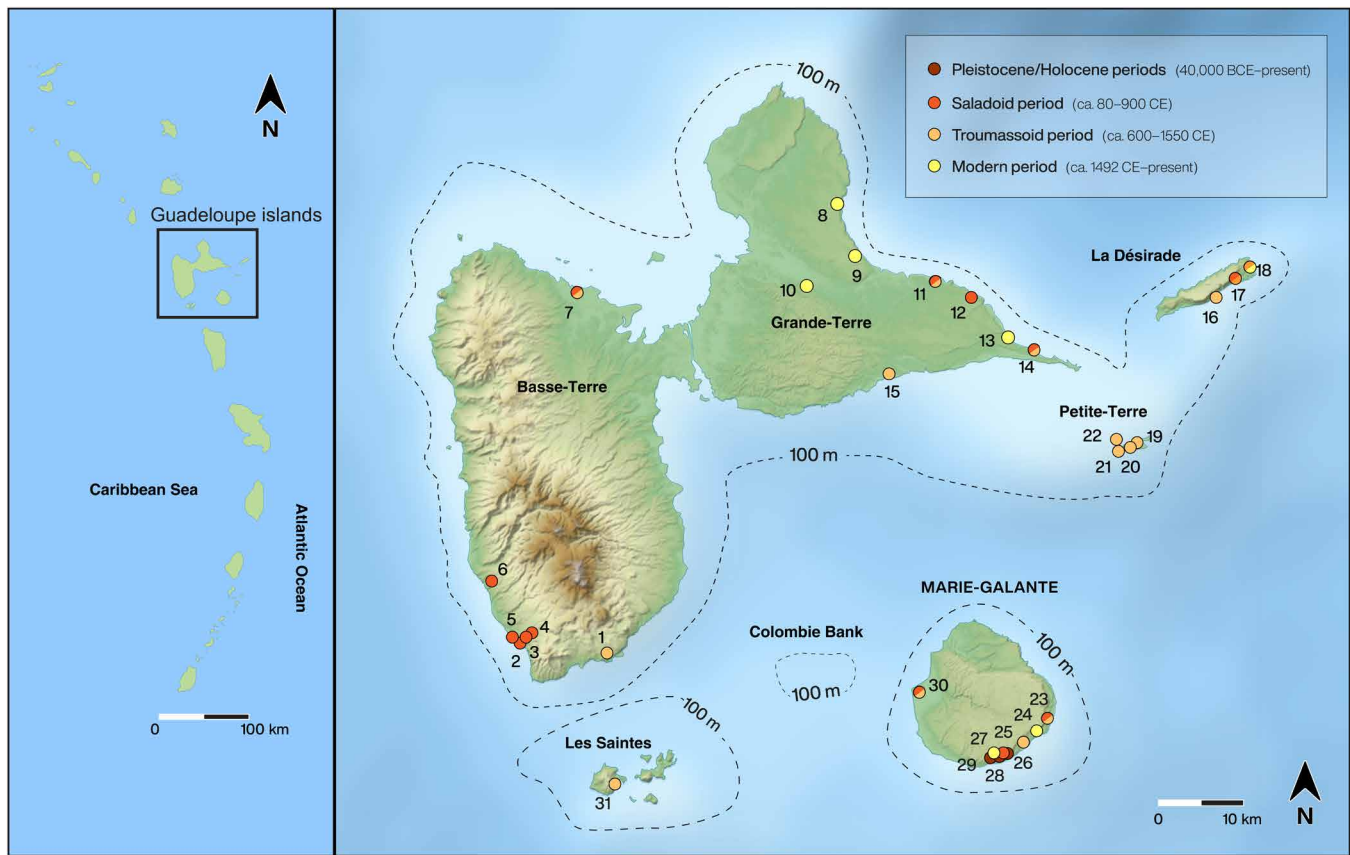 N
Guadeloupe islands
Caribbean Sea
Atlantic Ocean
0 100 km
Pleistocene/Holocene periods (40,000 BCE–present)
Saladoid period (ca. 80–900 CE)
Troumassoid period (ca. 600–1550 CE)
Modern period (ca. 1492 CE–present)
100 m
8
La Désirade
9
18
10
11
17
7
12
16
Grande-Terre
13
14
Basse-Terre
15
Petite-Terre
22
19
100 m
21
20
6
MARIE-GALANTE
5
4
Colombie Bank
100 m
1
3
2
30
100 m
23
100 m
24
Les Saintes
27
25
29
26
28
31
N
0 10 km